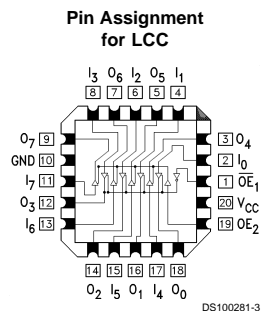 Pin Assignment
for LCC
I3 O6 I2 O5 I1
8 7 6 5 4
O7 9
GND 10
I7 11
O3 12
I6 13
3 O4
2 I0
1 O̅E̅1
20 VCC
19 OE2
14 15 16 17 18
O2 I5 O1 I4 O0
DS100281-3